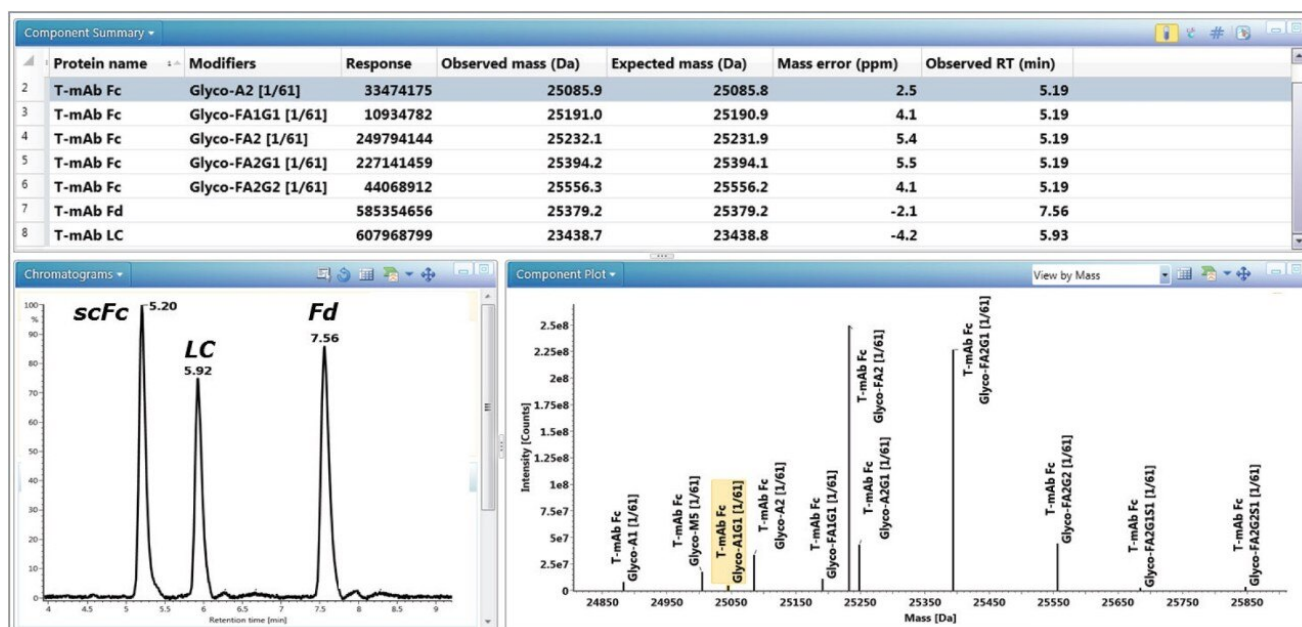 Component Summary
Protein name Modifiers Response Observed mass (Da) Expected mass (Da) Mass error (ppm) Observed RT (min)
2 T-mAb Fc Glyco-A2 [1/61] 33474175 25085.9 25085.8 2.5 5.19
3 T-mAb Fc Glyco-FA1G1 [1/61] 10934782 25191.0 25190.9 4.1 5.19
4 T-mAb Fc Glyco-FA2 [1/61] 249794144 25232.1 25231.9 5.4 5.19
5 T-mAb Fc Glyco-FA2G1 [1/61] 227141459 25394.2 25394.1 5.5 5.19
6 T-mAb Fc Glyco-FA2G2 [1/61] 44068912 25556.3 25556.2 4.1 5.19
7 T-mAb Fd 585354656 25379.2 25379.2 -2.1 7.56
8 T-mAb LC 607968799 23438.7 23438.8 -4.2 5.93
Chromatograms
100
%
90
80
70
60
50
40
30
20
10
0
scFc
5.20
LC
5.92
Fd
7.56
4 4.5 5 5.5 6 6.5 7 7.5 8 8.5 9
Retention time [min]
Component Plot
View by Mass
Intensity [Counts]
2.5e8
2.25e8
2e8
1.75e8
1.5e8
1.25e8
1e8
7.5e7
5e7
2.5e7
0
T-mAb Fc
Glyco-A1 [1/61]
T-mAb Fc
Glyco-M5 [1/61]
T-mAb Fc
Glyco-A1G1 [1/61]
T-mAb Fc
Glyco-A2 [1/61]
T-mAb Fc
Glyco-FA1G1 [1/61]
T-mAb Fc
Glyco-FA2 [1/61]
T-mAb Fc
Glyco-A2G1 [1/61]
T-mAb Fc
Glyco-FA2G1 [1/61]
T-mAb Fc
Glyco-FA2G2 [1/61]
T-mAb Fc
Glyco-FA2G1S1 [1/61]
T-mAb Fc
Glyco-FA2G2S1 [1/61]
24850 24950 25050 25150 25250 25350 25450 25550 25650 25750 25850
Mass [Da]